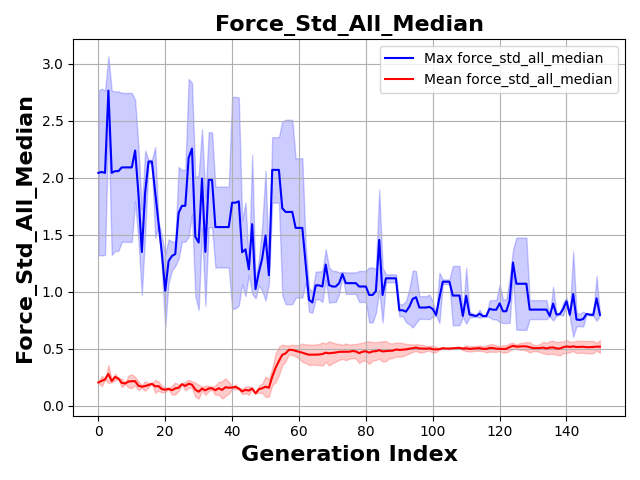 Force_Std_All_Median
Max force_std_all_median
Mean force_std_all_median
Force_Std_All_Median
3.0
2.5
2.0
1.5
1.0
0.5
0.0
0 20 40 60 80 100 120 140
Generation Index